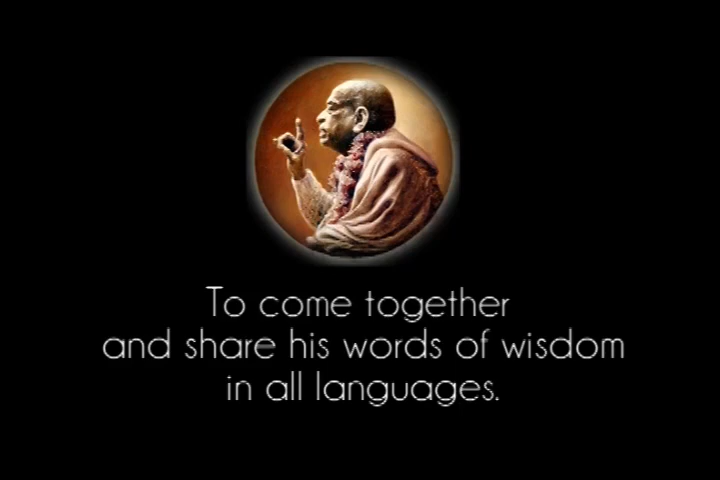 To come together
and share his words of wisdom
in all languages.